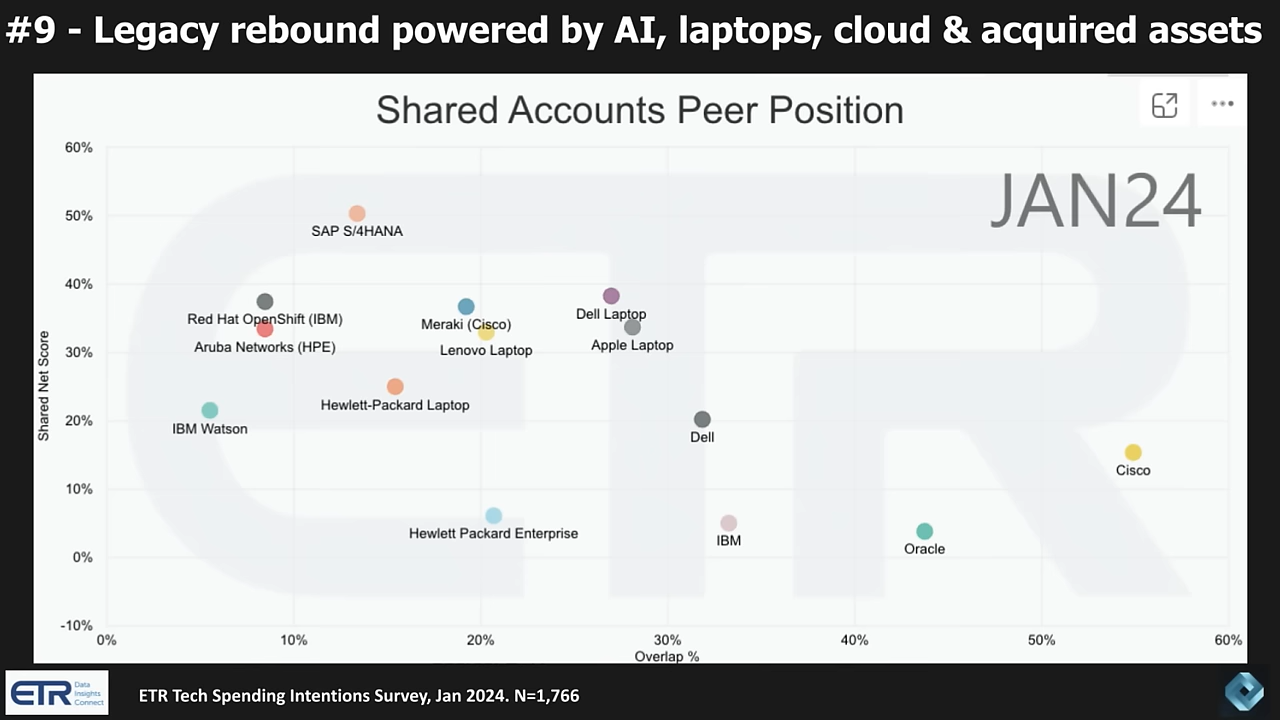 #9 - Legacy rebound powered by AI, laptops, cloud & acquired assets
Shared Accounts Peer Position
JAN24
60%
50%
40%
30%
20%
10%
0%
-10%
Shared Net Score
SAP S/4HANA
Red Hat OpenShift (IBM)
Aruba Networks (HPE)
Meraki (Cisco)
Lenovo Laptop
Dell Laptop
Apple Laptop
Hewlett-Packard Laptop
IBM Watson
Dell
Cisco
Hewlett Packard Enterprise
IBM
Oracle
0%
10%
20%
30%
40%
50%
60%
Overlap %
ETR
Data
Insights
Connect
ETR
ETR Tech Spending Intentions Survey, Jan 2024. N=1,766